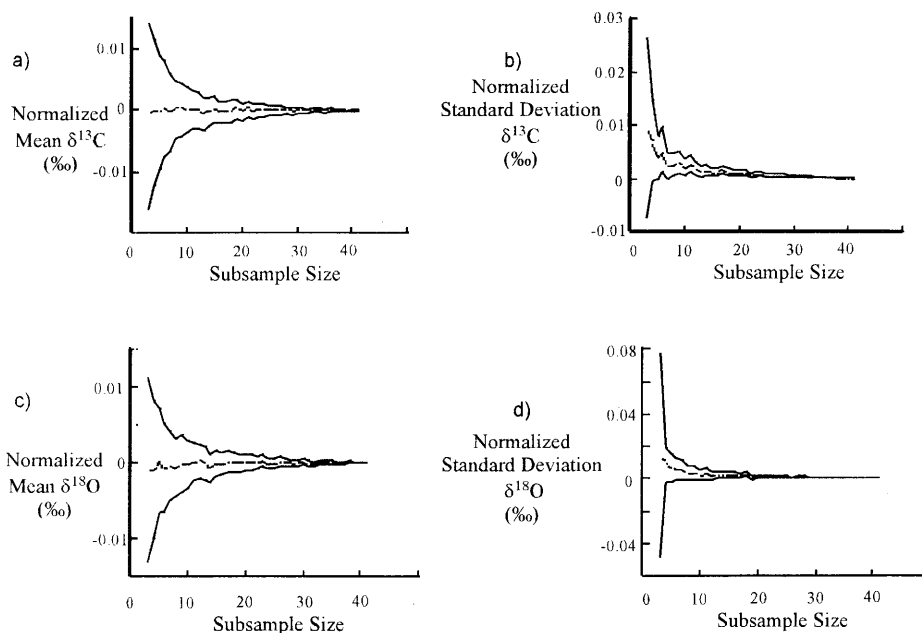 a)
Normalized
Mean δ¹³C
(‰)
0.01
0
-0.01
0 10 20 30 40
Subsample Size
b)
Normalized
Standard Deviation
δ¹³C
(‰)
0.03
0.02
0.01
0
-0.01
0 10 20 30 40
Subsample Size
c)
Normalized
Mean δ¹⁸O
(‰)
0.01
0
-0.01
0 10 20 30 40
Subsample Size
d)
Normalized
Standard Deviation
δ¹⁸O
(‰)
0.08
0.04
0
-0.04
0 10 20 30 40
Subsample Size